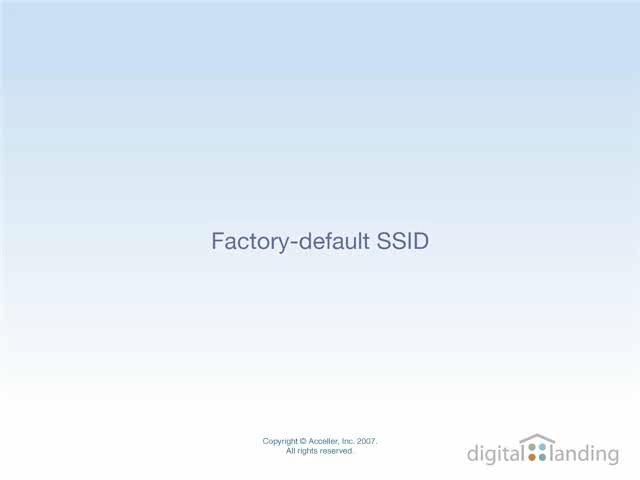 Factory-default SSID
Copyright © Acceller, Inc. 2007.
All rights reserved.
digital landing